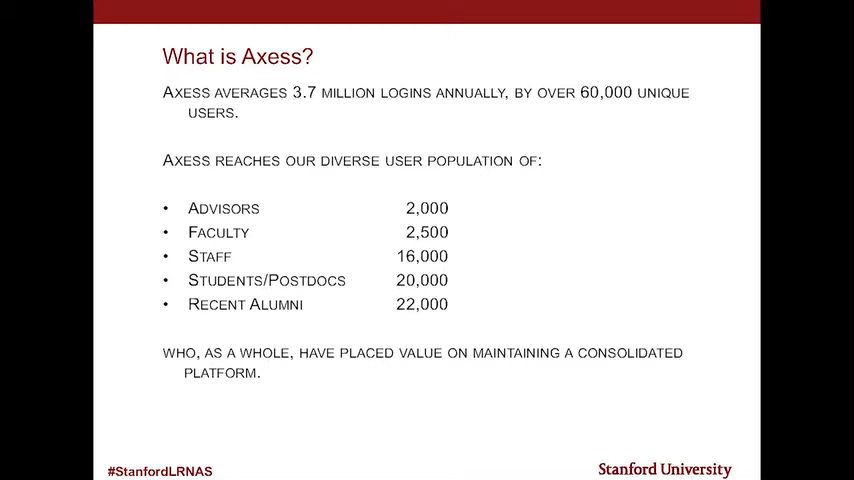 What is Axess?
AXESS AVERAGES 3.7 MILLION LOGINS ANNUALLY, BY OVER 60,000 UNIQUE
USERS.
AXESS REACHES OUR DIVERSE USER POPULATION OF:
• ADVISORS 2,000
• FACULTY 2,500
• STAFF 16,000
• STUDENTS/POSTDOCS 20,000
• RECENT ALUMNI 22,000
WHO, AS A WHOLE, HAVE PLACED VALUE ON MAINTAINING A CONSOLIDATED
PLATFORM.
#StanfordLRNAS
Stanford University